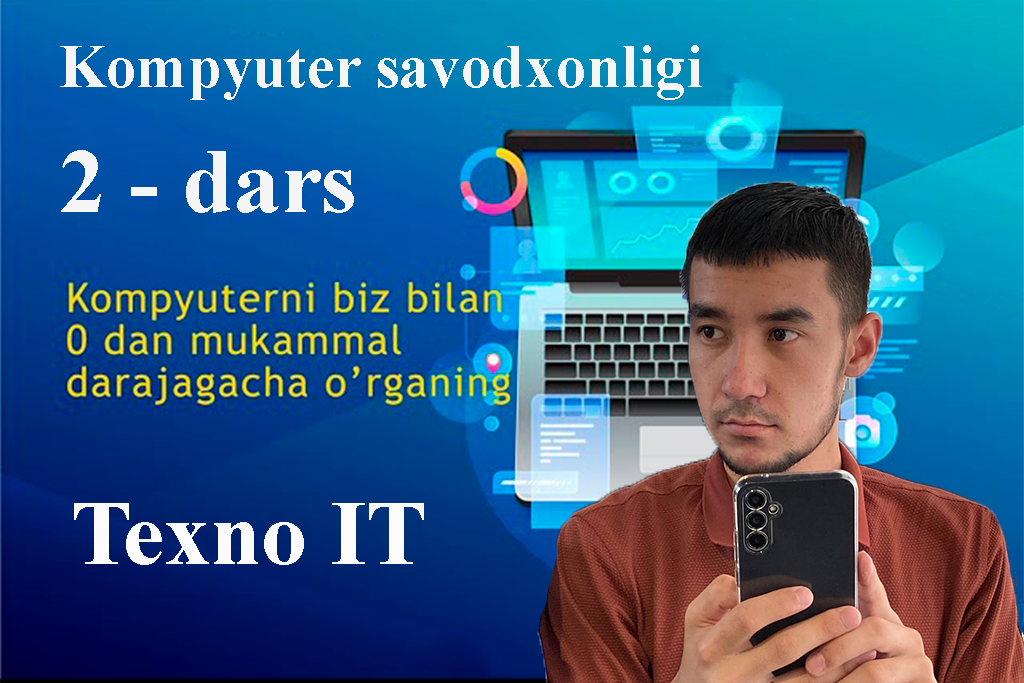 Kompyuter savodxonligi
2 - dars
Kompyuterni biz bilan
0 dan mukammal
darajagacha o’rganing
Texno IT